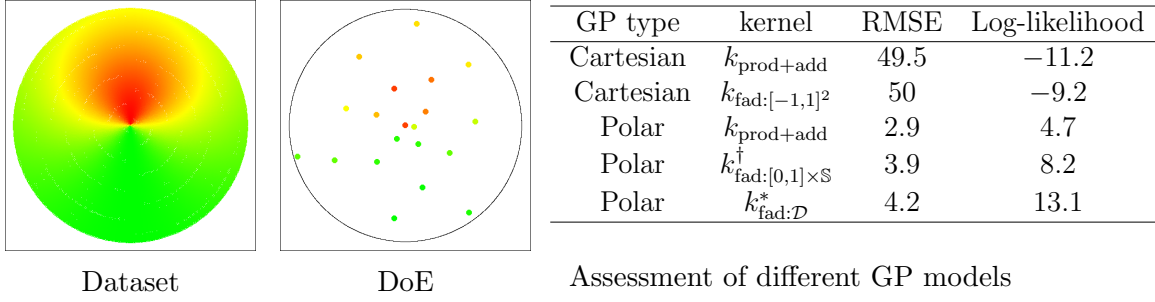 GP type kernel RMSE Log-likelihood
Cartesian k_prod+add 49.5 −11.2
Cartesian k_fad:[−1,1]² 50 −9.2
Polar k_prod+add 2.9 4.7
Polar k†_fad:[0,1]×𝕊 3.9 8.2
Polar k*_fad:𝒟 4.2 13.1
Dataset DoE Assessment of different GP models